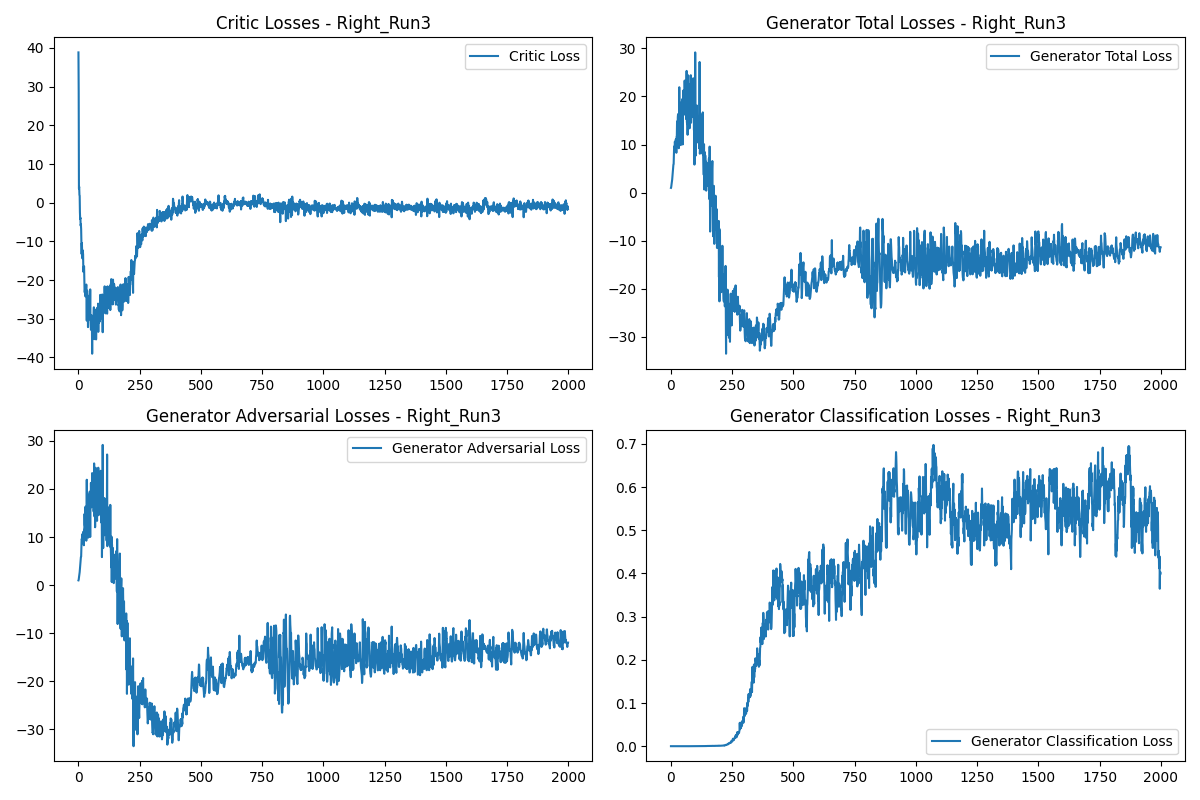 Critic Losses - Right_Run3
Critic Loss
40
30
20
10
0
−10
−20
−30
−40
0 250 500 750 1000 1250 1500 1750 2000
Generator Total Losses - Right_Run3
Generator Total Loss
30
20
10
0
−10
−20
−30
0 250 500 750 1000 1250 1500 1750 2000
Generator Adversarial Losses - Right_Run3
Generator Adversarial Loss
30
20
10
0
−10
−20
−30
0 250 500 750 1000 1250 1500 1750 2000
Generator Classification Losses - Right_Run3
0.7
0.6
0.5
0.4
0.3
0.2
0.1
0.0
Generator Classification Loss
0 250 500 750 1000 1250 1500 1750 2000